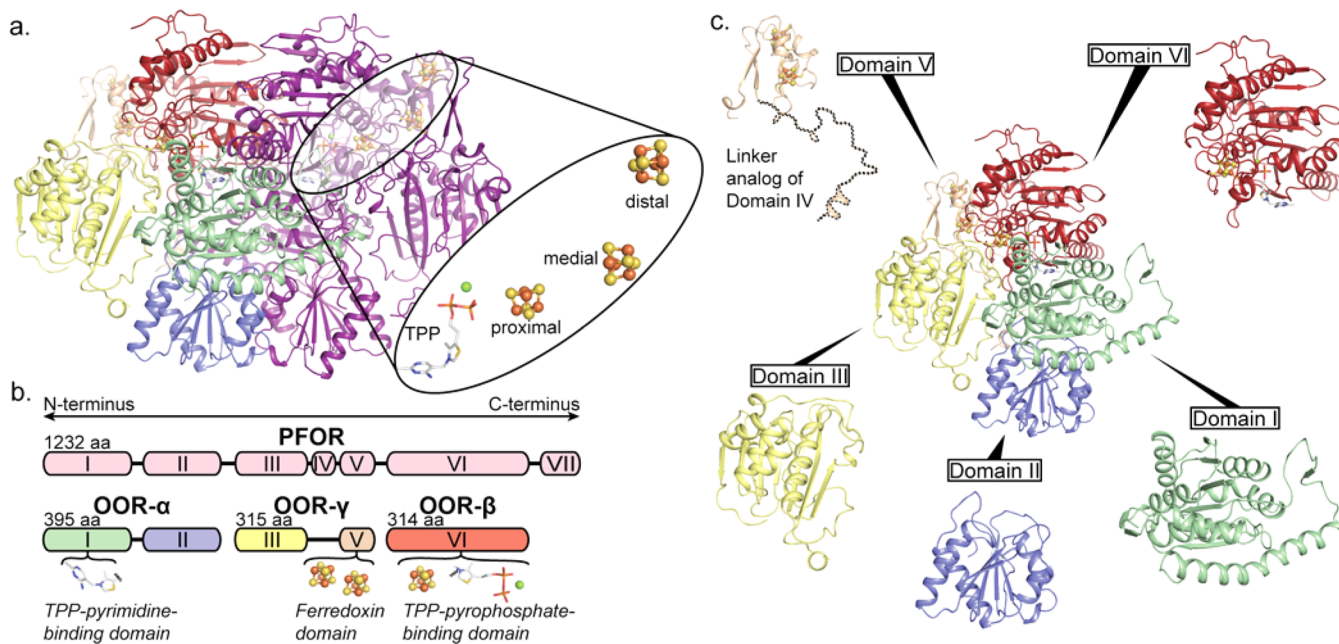 a.
distal
medial
TPP
proximal
b.
N-terminus
C-terminus
1232 aa
PFOR
I II III IV V VI VII
OOR-α OOR-γ OOR-β
395 aa 315 aa 314 aa
I II III V VI
TPP-pyrimidine-
binding domain
Ferredoxin
domain
TPP-pyrophosphate-
binding domain
c.
Domain V
Domain VI
Linker
analog of
Domain IV
Domain III
Domain I
Domain II